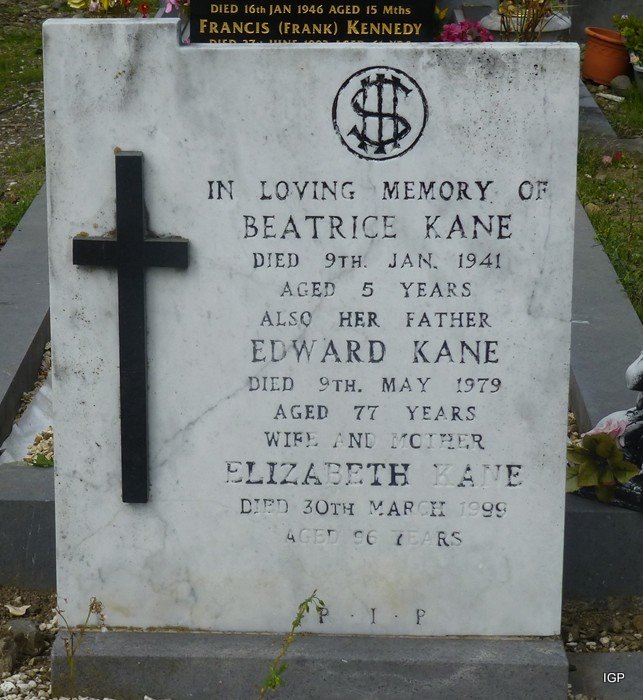 DIED 16th JAN 1946 AGED 15 Mths
FRANCIS (FRANK) KENNEDY
IHS
IN LOVING MEMORY OF
BEATRICE KANE
DIED 9TH. JAN. 1941
AGED 5 YEARS
ALSO HER FATHER
EDWARD KANE
DIED 9TH. MAY 1979
AGED 77 YEARS
WIFE AND MOTHER
ELIZABETH KANE
DIED 30TH MARCH 1999
AGED 96 YEARS
P · I · P
IGP